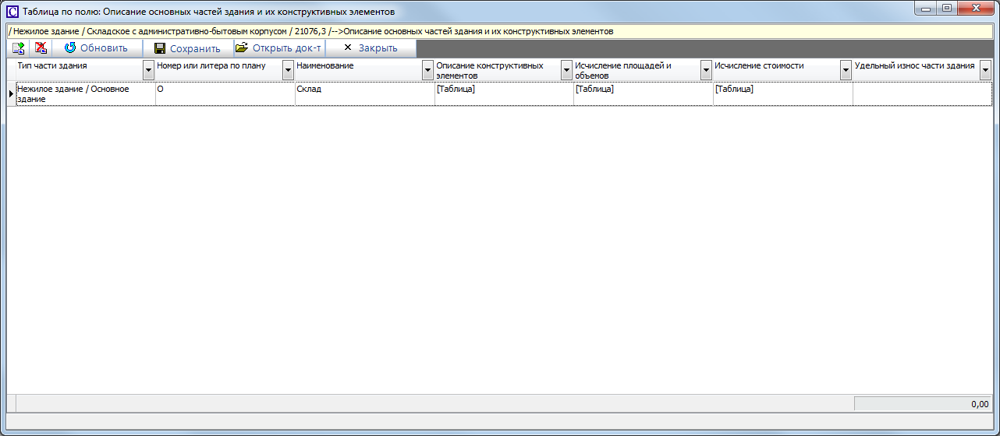 C Таблица по полю: Описание основных частей здания и их конструктивных элементов
/ Нежилое здание / Складское с административно-бытовым корпусом / 21076,3 /-->Описание основных частей здания и их конструктивных элементов
Обновить Сохранить Открыть док-т Закрыть
Тип части здания Номер или литера по плану Наименование Описание конструктивных элементов Исчисление площадей и объемов Исчисление стоимости Удельный износ части здания
Нежилое здание / Основное здание О Склад [Таблица] [Таблица] [Таблица]
0,00